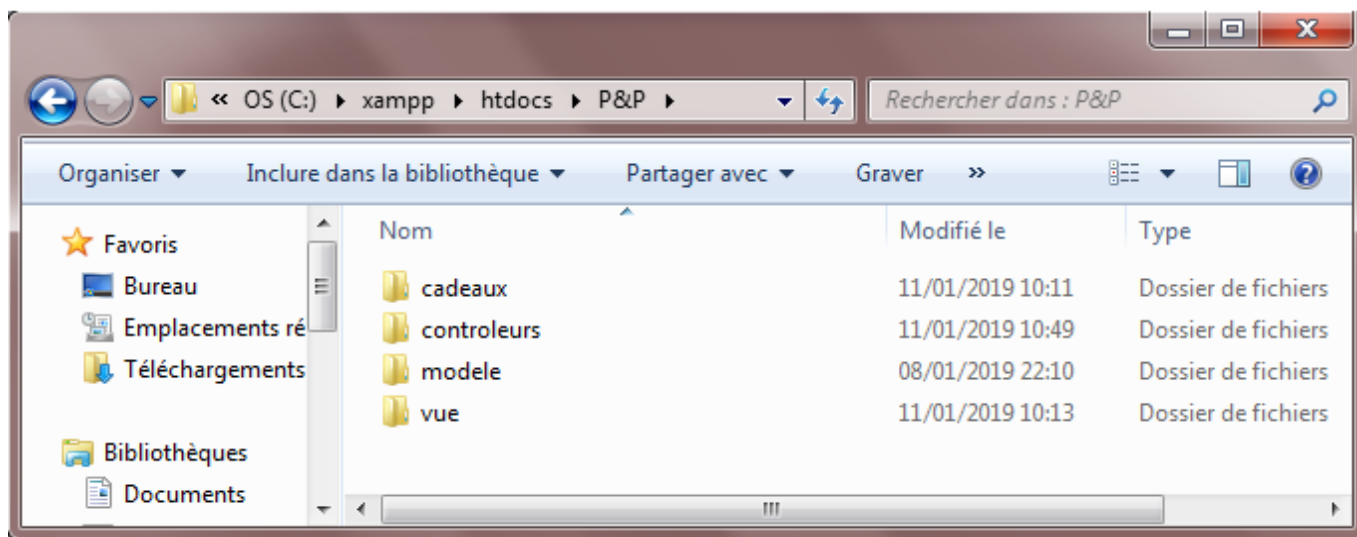 « OS (C:) ▸ xampp ▸ htdocs ▸ P&P ▸ Rechercher dans : P&P
Organiser Inclure dans la bibliothèque Partager avec Graver »
Nom Modifié le Type
Favoris
Bureau
Emplacements ré
Téléchargements
Bibliothèques
Documents
cadeaux 11/01/2019 10:11 Dossier de fichiers
controleurs 11/01/2019 10:49 Dossier de fichiers
modele 08/01/2019 22:10 Dossier de fichiers
vue 11/01/2019 10:13 Dossier de fichiers